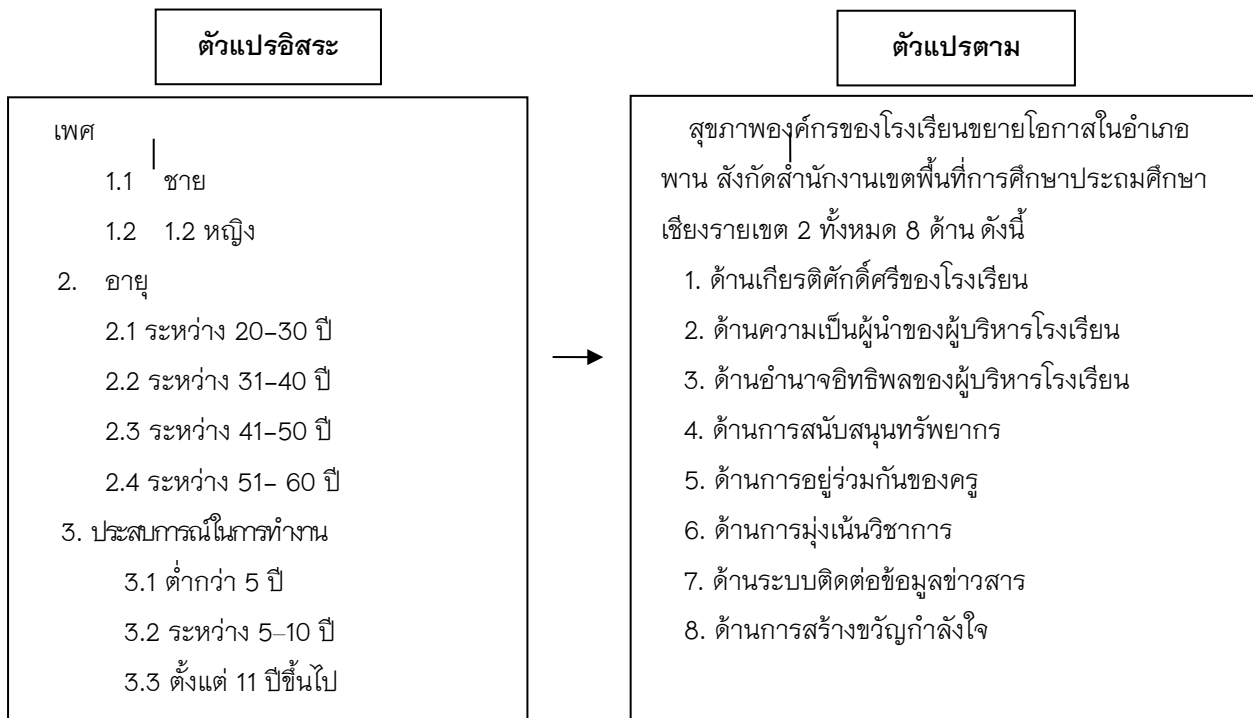 ตัวแปรอิสระ
เพศ
1.1 ชาย
1.2 1.2 หญิง
2. อายุ
2.1 ระหว่าง 20–30 ปี
2.2 ระหว่าง 31–40 ปี
2.3 ระหว่าง 41–50 ปี
2.4 ระหว่าง 51– 60 ปี
3. ประสบการณ์ในการทำงาน
3.1 ต่ำกว่า 5 ปี
3.2 ระหว่าง 5–10 ปี
3.3 ตั้งแต่ 11 ปีขึ้นไป
ตัวแปรตาม
สุขภาพองค์กรของโรงเรียนขยายโอกาสในอำเภอ
พาน สังกัดสำนักงานเขตพื้นที่การศึกษาประถมศึกษา
เชียงรายเขต 2 ทั้งหมด 8 ด้าน ดังนี้
1. ด้านเกียรติศักดิ์ศรีของโรงเรียน
2. ด้านความเป็นผู้นำของผู้บริหารโรงเรียน
3. ด้านอำนาจอิทธิพลของผู้บริหารโรงเรียน
4. ด้านการสนับสนุนทรัพยากร
5. ด้านการอยู่ร่วมกันของครู
6. ด้านการมุ่งเน้นวิชาการ
7. ด้านระบบติดต่อข้อมูลข่าวสาร
8. ด้านการสร้างขวัญกำลังใจ